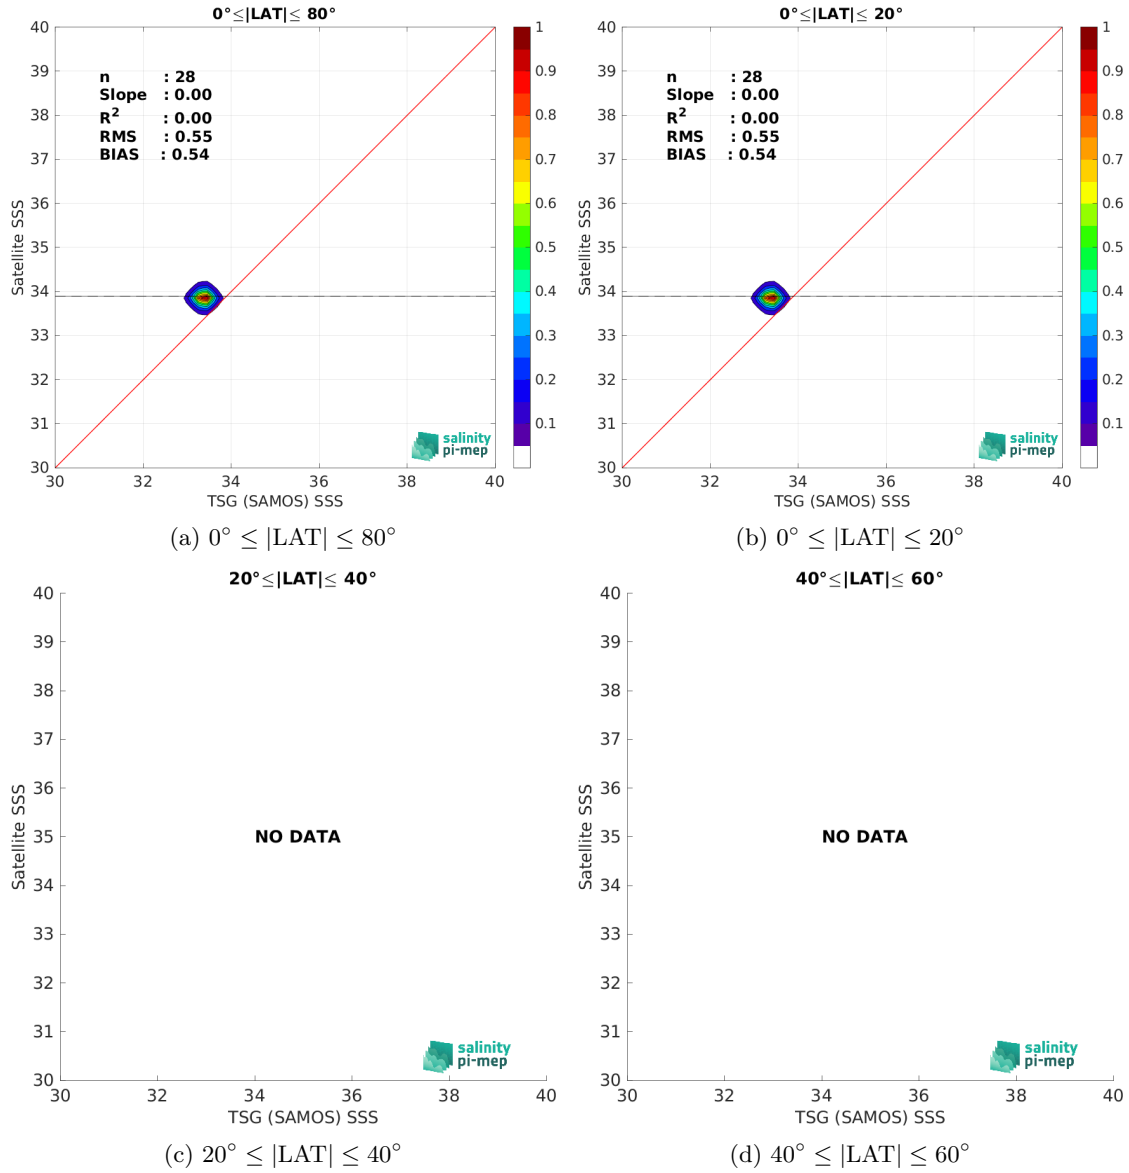 0°≤|LAT|≤ 80°
n : 28
Slope : 0.00
R² : 0.00
RMS : 0.55
BIAS : 0.54
Satellite SSS
40
39
38
37
36
35
34
33
32
31
30
30 32 34 36 38 40
TSG (SAMOS) SSS
1
0.9
0.8
0.7
0.6
0.5
0.4
0.3
0.2
0.1
salinity
pi-mep
(a) 0° ≤ |LAT| ≤ 80°
0°≤|LAT|≤ 20°
n : 28
Slope : 0.00
R² : 0.00
RMS : 0.55
BIAS : 0.54
Satellite SSS
40
39
38
37
36
35
34
33
32
31
30
30 32 34 36 38 40
TSG (SAMOS) SSS
1
0.9
0.8
0.7
0.6
0.5
0.4
0.3
0.2
0.1
salinity
pi-mep
(b) 0° ≤ |LAT| ≤ 20°
20°≤|LAT|≤ 40°
Satellite SSS
40
39
38
37
36
35
34
33
32
31
30
NO DATA
30 32 34 36 38 40
TSG (SAMOS) SSS
salinity
pi-mep
(c) 20° ≤ |LAT| ≤ 40°
40°≤|LAT|≤ 60°
Satellite SSS
40
39
38
37
36
35
34
33
32
31
30
NO DATA
30 32 34 36 38 40
TSG (SAMOS) SSS
salinity
pi-mep
(d) 40° ≤ |LAT| ≤ 60°